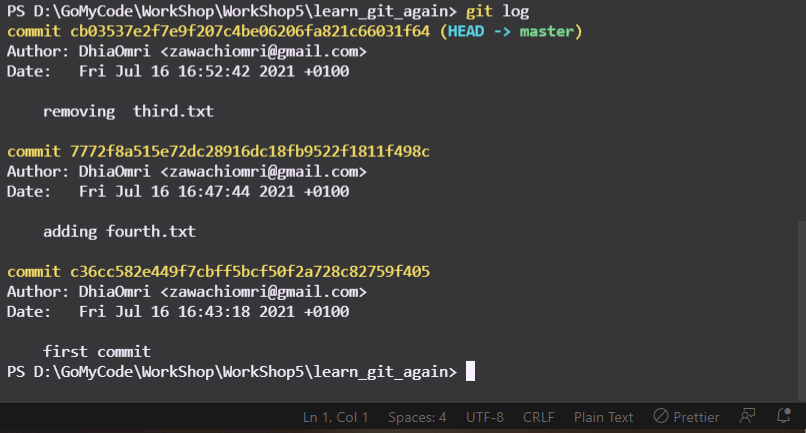 PS D:\GoMyCode\WorkShop\WorkShop5\learn_git_again> git log
commit cb03537e2f7e9f207c4be06206fa821c66031f64 (HEAD -> master)
Author: DhiaOmri <zawachiomri@gmail.com>
Date:   Fri Jul 16 16:52:42 2021 +0100
    removing  third.txt
commit 7772f8a515e72dc28916dc18fb9522f1811f498c
Author: DhiaOmri <zawachiomri@gmail.com>
Date:   Fri Jul 16 16:47:44 2021 +0100
    adding fourth.txt
commit c36cc582e449f7cbff5bcf50f2a728c82759f405
Author: DhiaOmri <zawachiomri@gmail.com>
Date:   Fri Jul 16 16:43:18 2021 +0100
    first commit
PS D:\GoMyCode\WorkShop\WorkShop5\learn_git_again>
Ln 1, Col 1 Spaces: 4 UTF-8 CRLF Plain Text Prettier